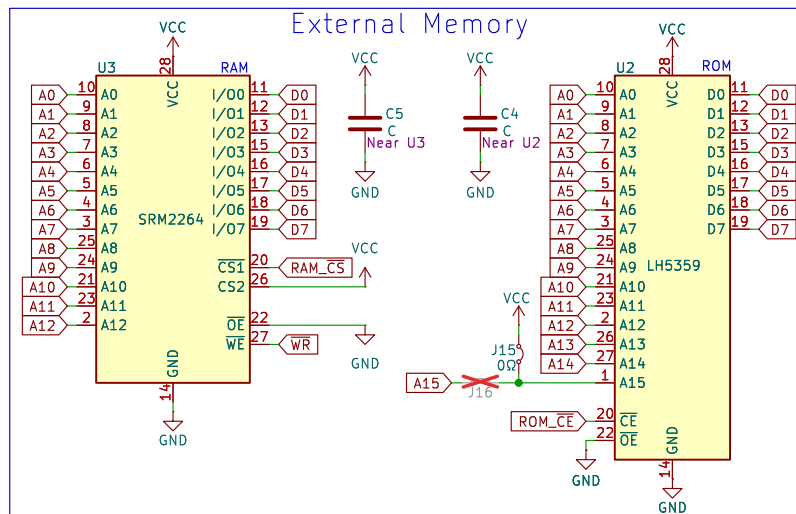 External Memory
VCC
U3
RAM
28
VCC
A0 10 A0
I/O0 11 D0
A1 9 A1
I/O1 12 D1
A2 8 A2
I/O2 13 D2
A3 7 A3
I/O3 15 D3
A4 6 A4
I/O4 16 D4
A5 5 A5
I/O5 17 D5
A6 4 A6
I/O6 18 D6
A7 3 A7
I/O7 19 D7
SRM2264
A8 25 A8
A9 24 A9
CS1 20 RAM_CS
A10 21 A10
CS2 26
VCC
A11 23 A11
A12 2 A12
OE 22
GND
WE 27 WR
GND
14
GND
VCC
C5
C
Near U3
GND
VCC
C4
C
Near U2
GND
VCC
U2
ROM
28
VCC
A0 10 A0
D0 11 D0
A1 9 A1
D1 12 D1
A2 8 A2
D2 13 D2
A3 7 A3
D3 15 D3
A4 6 A4
D4 16 D4
A5 5 A5
D5 17 D5
A6 4 A6
D6 18 D6
A7 3 A7
D7 19 D7
A8 25 A8
A9 24 A9
LH5359
A10 21 A10
A11 23 A11
A12 2 A12
A13 26 A13
A14 27 A14
VCC
J15
0Ω
A15
J16
1 A15
ROM_CE 20 CE
22 OE
GND
GND
14
GND